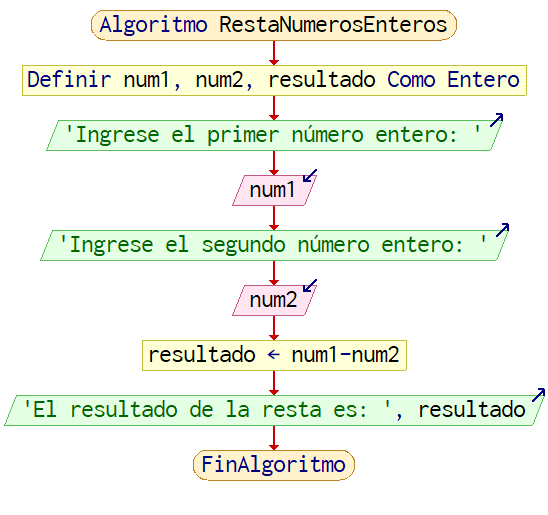 Algoritmo RestaNumerosEnteros
Definir num1, num2, resultado Como Entero
'Ingrese el primer número entero: '
num1
'Ingrese el segundo número entero: '
num2
resultado ← num1-num2
'El resultado de la resta es: ', resultado
FinAlgoritmo